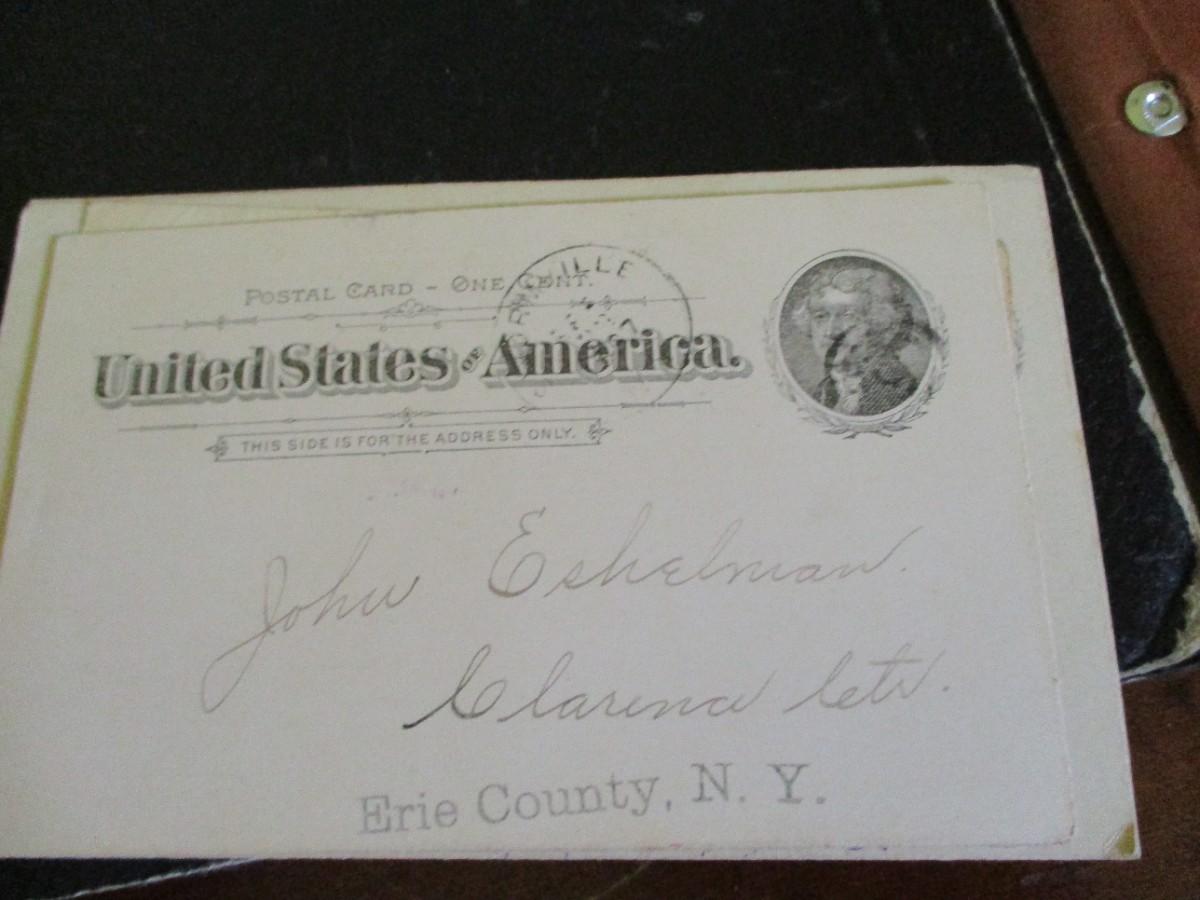 POSTAL CARD - ONE CENT.
United States OF America.
THIS SIDE IS FOR THE ADDRESS ONLY.
John Eshelman.
Clarence Ctr.
Erie County, N. Y.